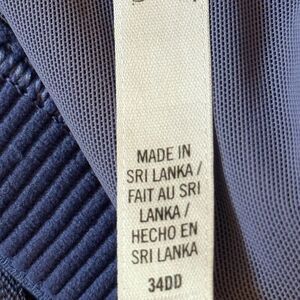 MADE IN
SRI LANKA /
FAIT AU SRI
LANKA /
HECHO EN
SRI LANKA
34DD